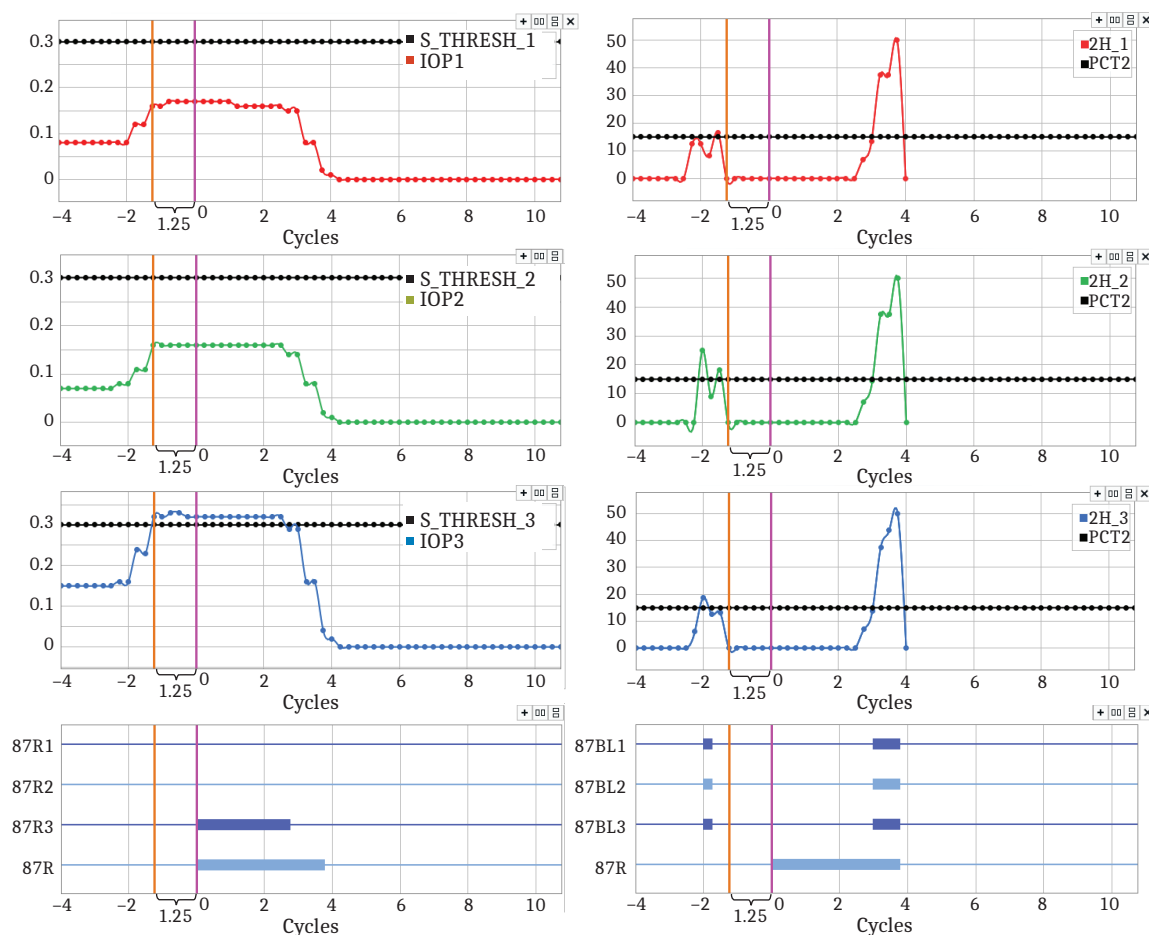 0.3
0.2
0.1
0
S_THRESH_1
IOP1
−4 −2 0 2 4 6 8 10
1.25
Cycles
50
40
30
20
10
0
2H_1
PCT2
−4 −2 0 2 4 6 8 10
1.25
Cycles
0.3
0.2
0.1
0
S_THRESH_2
IOP2
−4 −2 0 2 4 6 8 10
1.25
Cycles
50
40
30
20
10
0
2H_2
PCT2
−4 −2 0 2 4 6 8 10
1.25
Cycles
0.3
0.2
0.1
0
S_THRESH_3
IOP3
−4 −2 0 2 4 6 8 10
1.25
Cycles
50
40
30
20
10
0
2H_3
PCT2
−4 −2 0 2 4 6 8 10
1.25
Cycles
87R1
87R2
87R3
87R
−4 −2 0 2 4 6 8 10
1.25
Cycles
87BL1
87BL2
87BL3
87R
−4 −2 0 2 4 6 8 10
1.25
Cycles